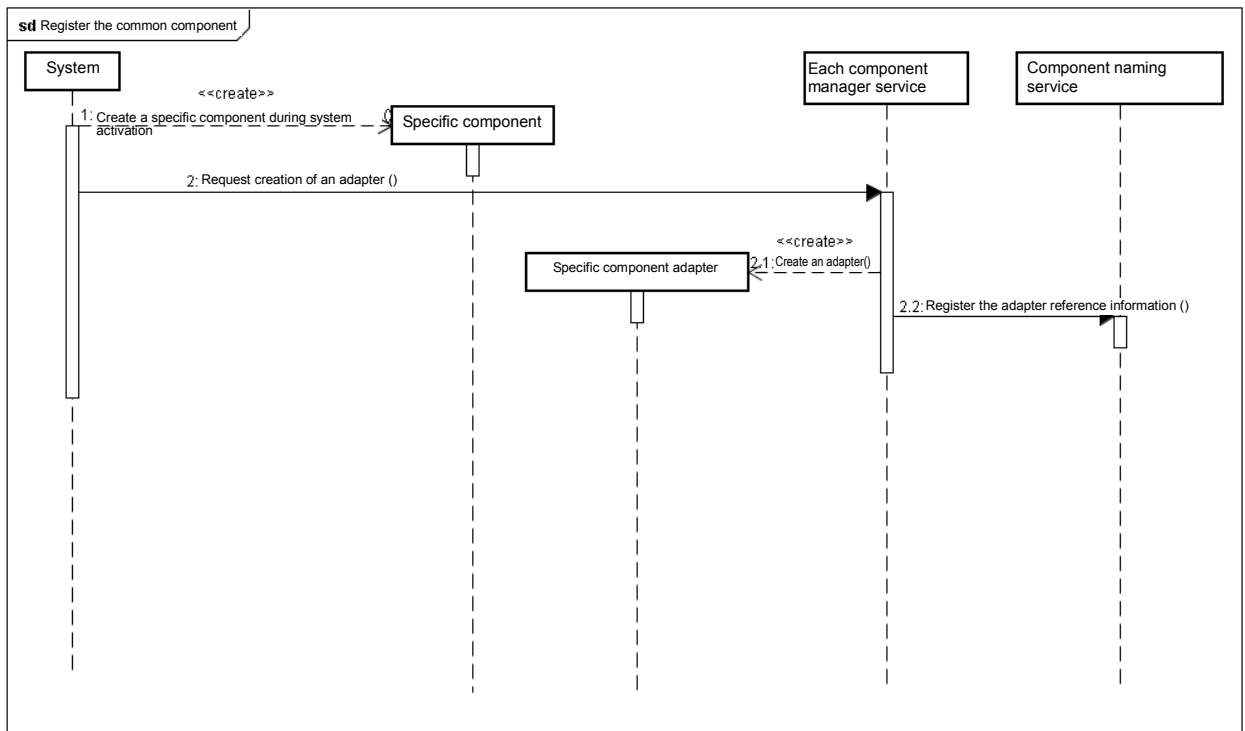 sd Register the common component
System
Each component
manager service
Component naming
service
<<create>>
1: Create a specific component during system
activation
Specific component
2: Request creation of an adapter ()
<<create>>
Specific component adapter
2.1: Create an adapter()
2.2: Register the adapter reference information ()